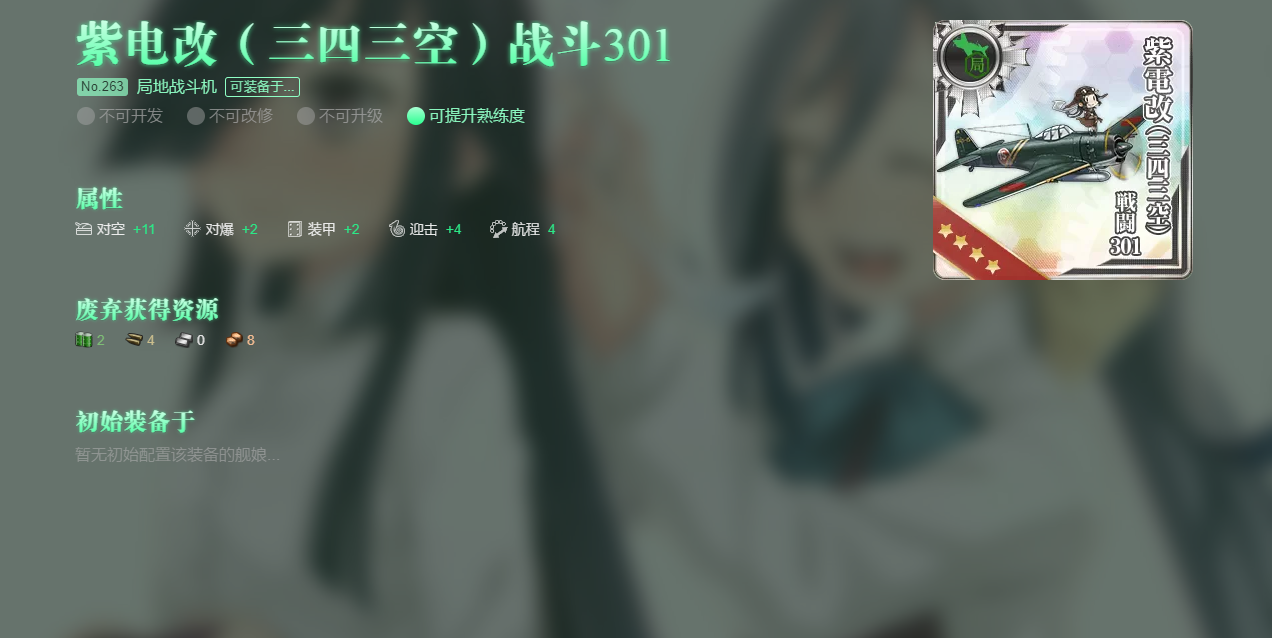 紫电改（三四三空）战斗301
No.263 局地战斗机 可装备于...
不可开发 不可改修 不可升级 可提升熟练度
属性
对空 +11 对爆 +2 装甲 +2 迎击 +4 航程 4
废弃获得资源
2 4 0 8
初始装备于
暂无初始配置该装备的舰娘...
局
紫電改(三四三空)
戦闘
301